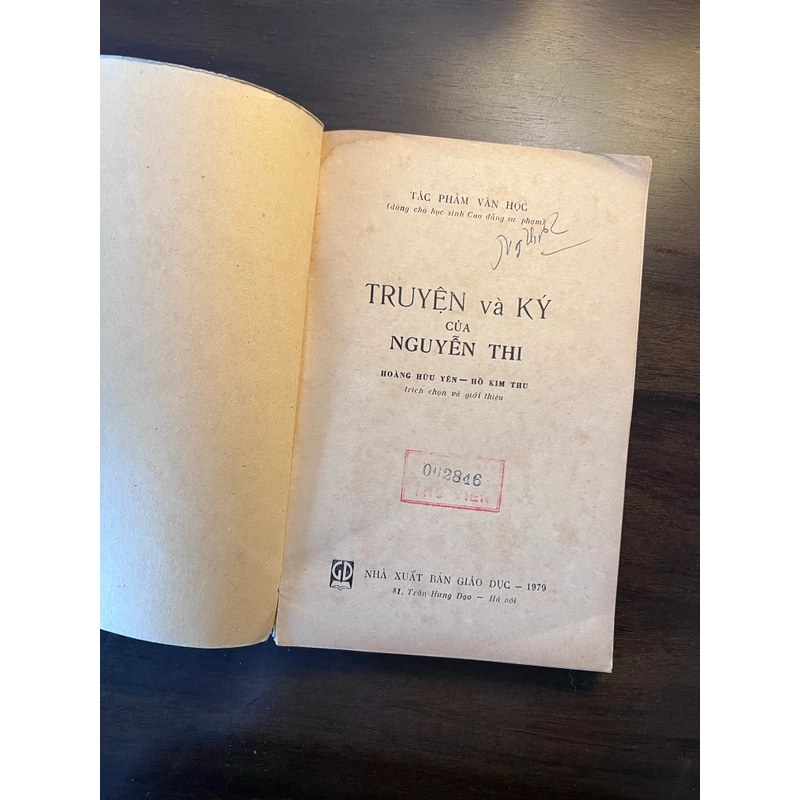 TÁC PHẨM VĂN HỌC
(dùng cho học sinh Cao đẳng sư phạm)
TRUYỆN và KÝ
CỦA
NGUYỄN THI
HOÀNG HỮU YÊN — HỒ KIM THU
trích chọn và giới thiệu
002846
THƯ VIỆN
GD
NHÀ XUẤT BẢN GIÁO DỤC — 1979
81. Trần Hưng Đạo — Hà nội